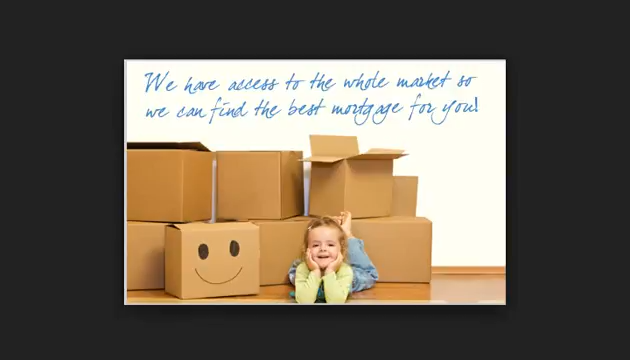 We have access to the whole market so
we can find the best mortgage for you!